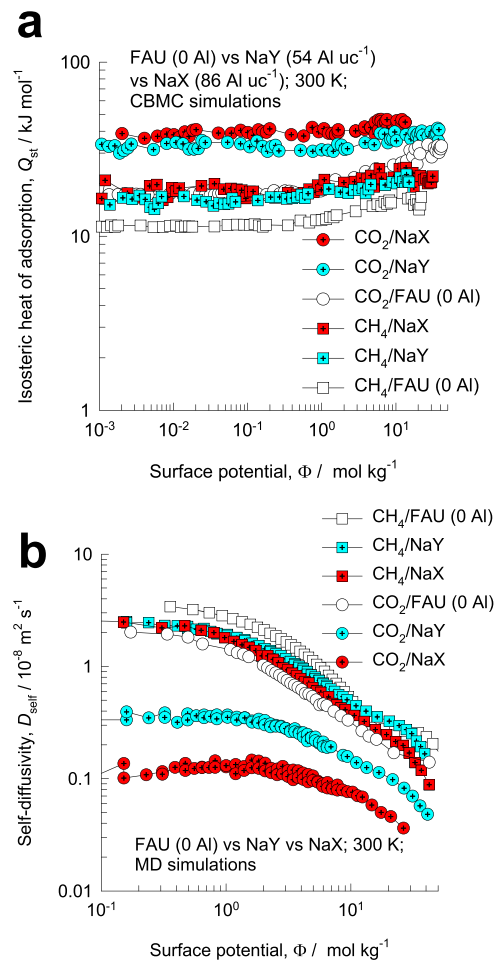 a
FAU (0 Al) vs NaY (54 Al uc⁻¹)
vs NaX (86 Al uc⁻¹); 300 K;
CBMC simulations
Isosteric heat of adsorption, Qst / kJ mol⁻¹
100
10
1
CO₂/NaX
CO₂/NaY
CO₂/FAU (0 Al)
CH₄/NaX
CH₄/NaY
CH₄/FAU (0 Al)
10⁻³ 10⁻² 10⁻¹ 10⁰ 10¹
Surface potential, Φ / mol kg⁻¹
b
CH₄/FAU (0 Al)
CH₄/NaY
CH₄/NaX
CO₂/FAU (0 Al)
CO₂/NaY
CO₂/NaX
Self-diffusivity, Dself / 10⁻⁸ m² s⁻¹
10
1
0.1
0.01
FAU (0 Al) vs NaY vs NaX; 300 K;
MD simulations
10⁻¹ 10⁰ 10¹
Surface potential, Φ / mol kg⁻¹